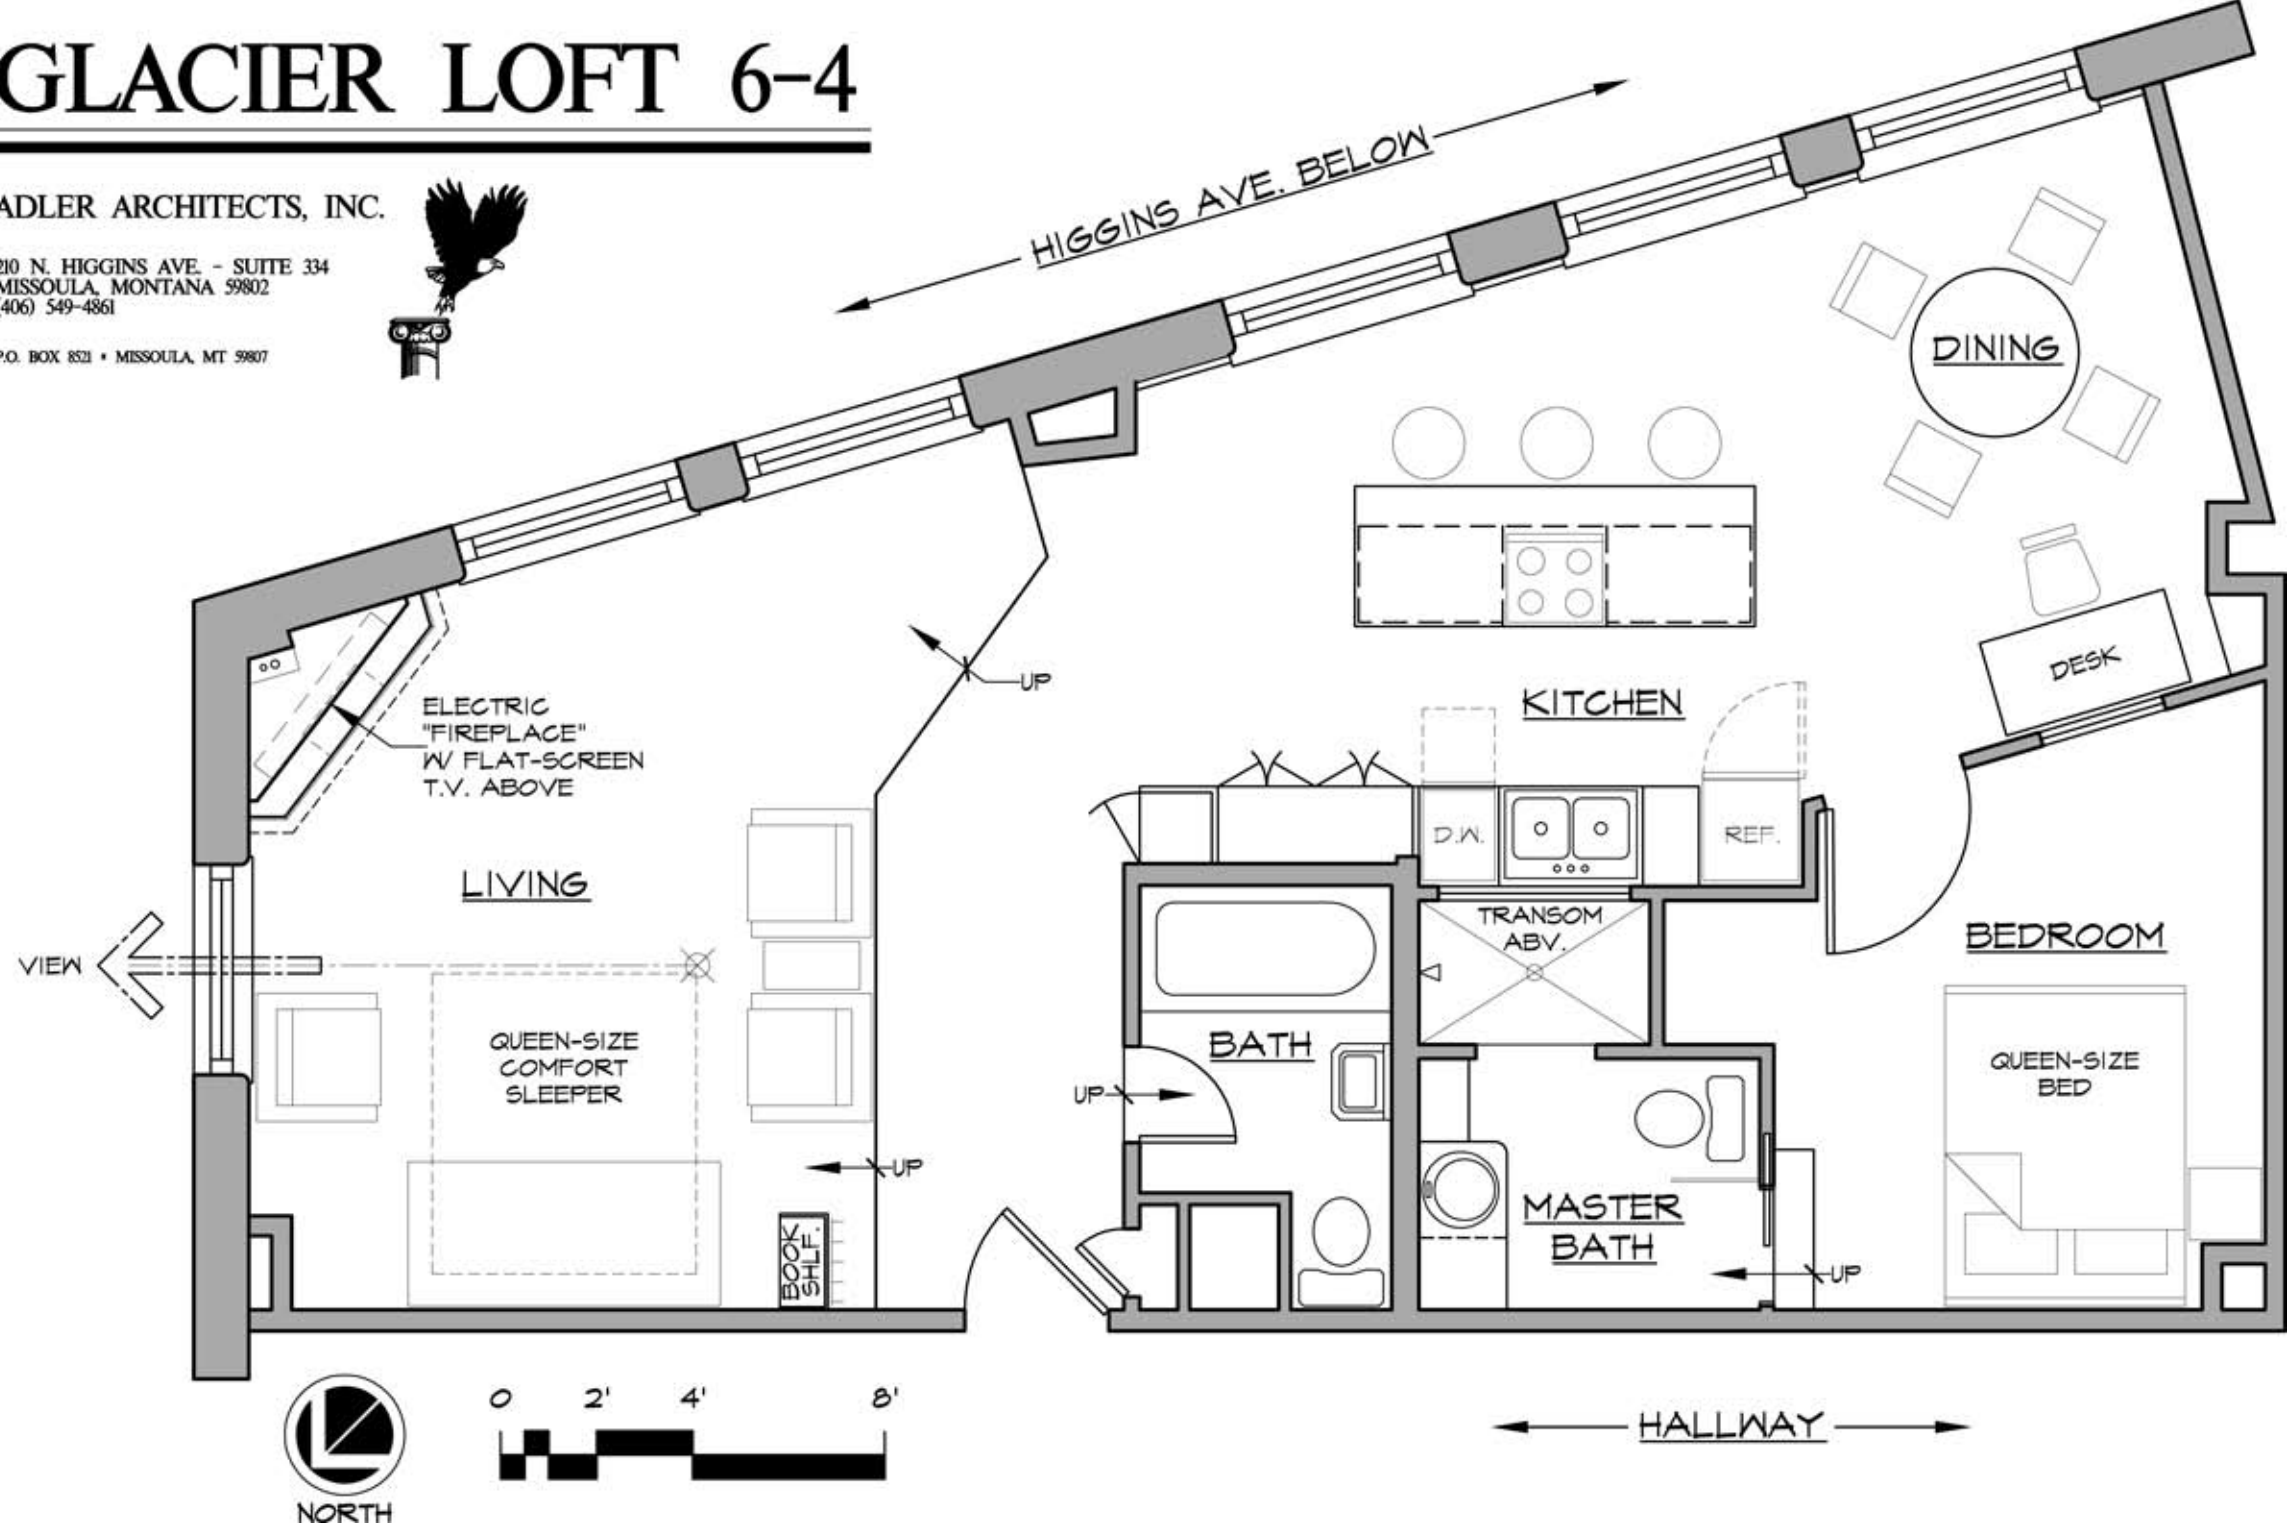 GLACIER LOFT 6-4
ADLER ARCHITECTS, INC.
210 N. HIGGINS AVE. - SUITE 334
MISSOULA, MONTANA 59802
(406) 549-4861
P.O. BOX 8521 • MISSOULA, MT 59807
HIGGINS AVE. BELOW
DINING
DESK
KITCHEN
UP
ELECTRIC
"FIREPLACE"
W/ FLAT-SCREEN
T.V. ABOVE
D.W.
REF.
LIVING
TRANSOM
ABV.
BEDROOM
VIEW
QUEEN-SIZE
COMFORT
SLEEPER
BATH
QUEEN-SIZE
BED
UP
UP
MASTER
BATH
BOOK
SHLF.
UP
0 2' 4' 8'
HALLWAY
NORTH